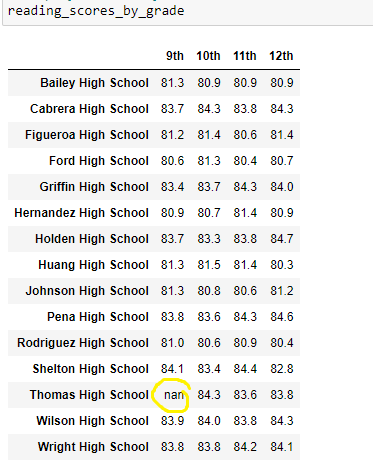 reading_scores_by_grade
9th 10th 11th 12th
Bailey High School 81.3 80.9 80.9 80.9
Cabrera High School 83.7 84.3 83.8 84.3
Figueroa High School 81.2 81.4 80.6 81.4
Ford High School 80.6 81.3 80.4 80.7
Griffin High School 83.4 83.7 84.3 84.0
Hernandez High School 80.9 80.7 81.4 80.9
Holden High School 83.7 83.3 83.8 84.7
Huang High School 81.3 81.5 81.4 80.3
Johnson High School 81.3 80.8 80.6 81.2
Pena High School 83.8 83.6 84.3 84.6
Rodriguez High School 81.0 80.6 80.9 80.4
Shelton High School 84.1 83.4 84.4 82.8
Thomas High School nan 84.3 83.6 83.8
Wilson High School 83.9 84.0 83.8 84.3
Wright High School 83.8 83.8 84.2 84.1